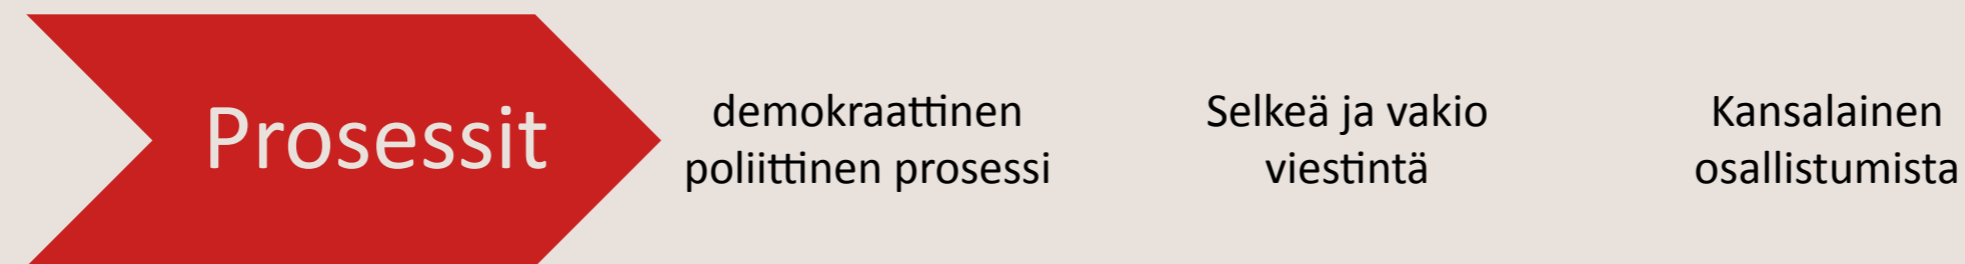 Prosessit
demokraattinen
poliittinen prosessi
Selkeä ja vakio
viestintä
Kansalainen
osallistumista